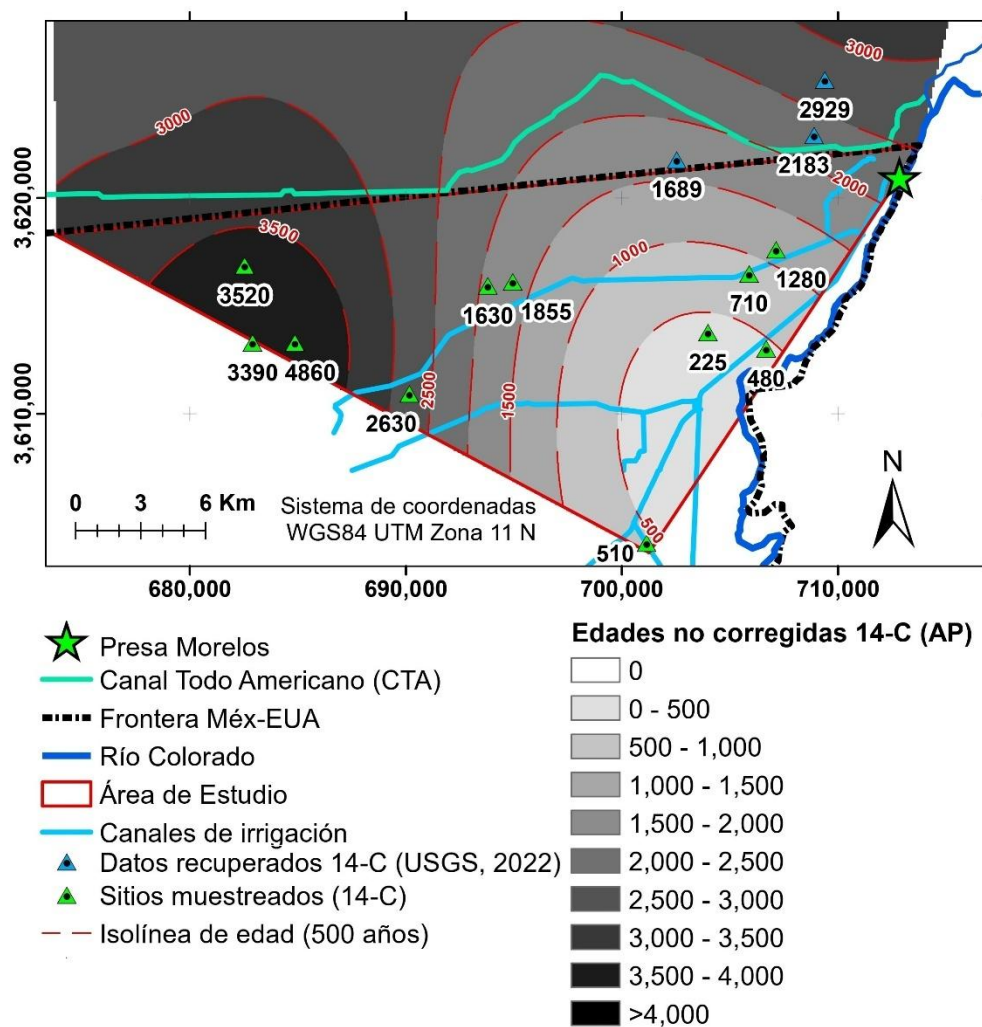 3000
3000
2929
2183
1689
2000
3,620,000
3500
1000
1280
3520
1630
1855
710
225
480
3390
4860
2500
1500
2630
3,610,000
0 3 6 Km
Sistema de coordenadas
WGS84 UTM Zona 11 N
N
500
510
680,000
690,000
700,000
710,000
Presa Morelos
Canal Todo Americano (CTA)
Frontera Méx-EUA
Río Colorado
Área de Estudio
Canales de irrigación
Datos recuperados 14-C (USGS, 2022)
Sitios muestreados (14-C)
Isolínea de edad (500 años)
Edades no corregidas 14-C (AP)
0
0 - 500
500 - 1,000
1,000 - 1,500
1,500 - 2,000
2,000 - 2,500
2,500 - 3,000
3,000 - 3,500
3,500 - 4,000
>4,000